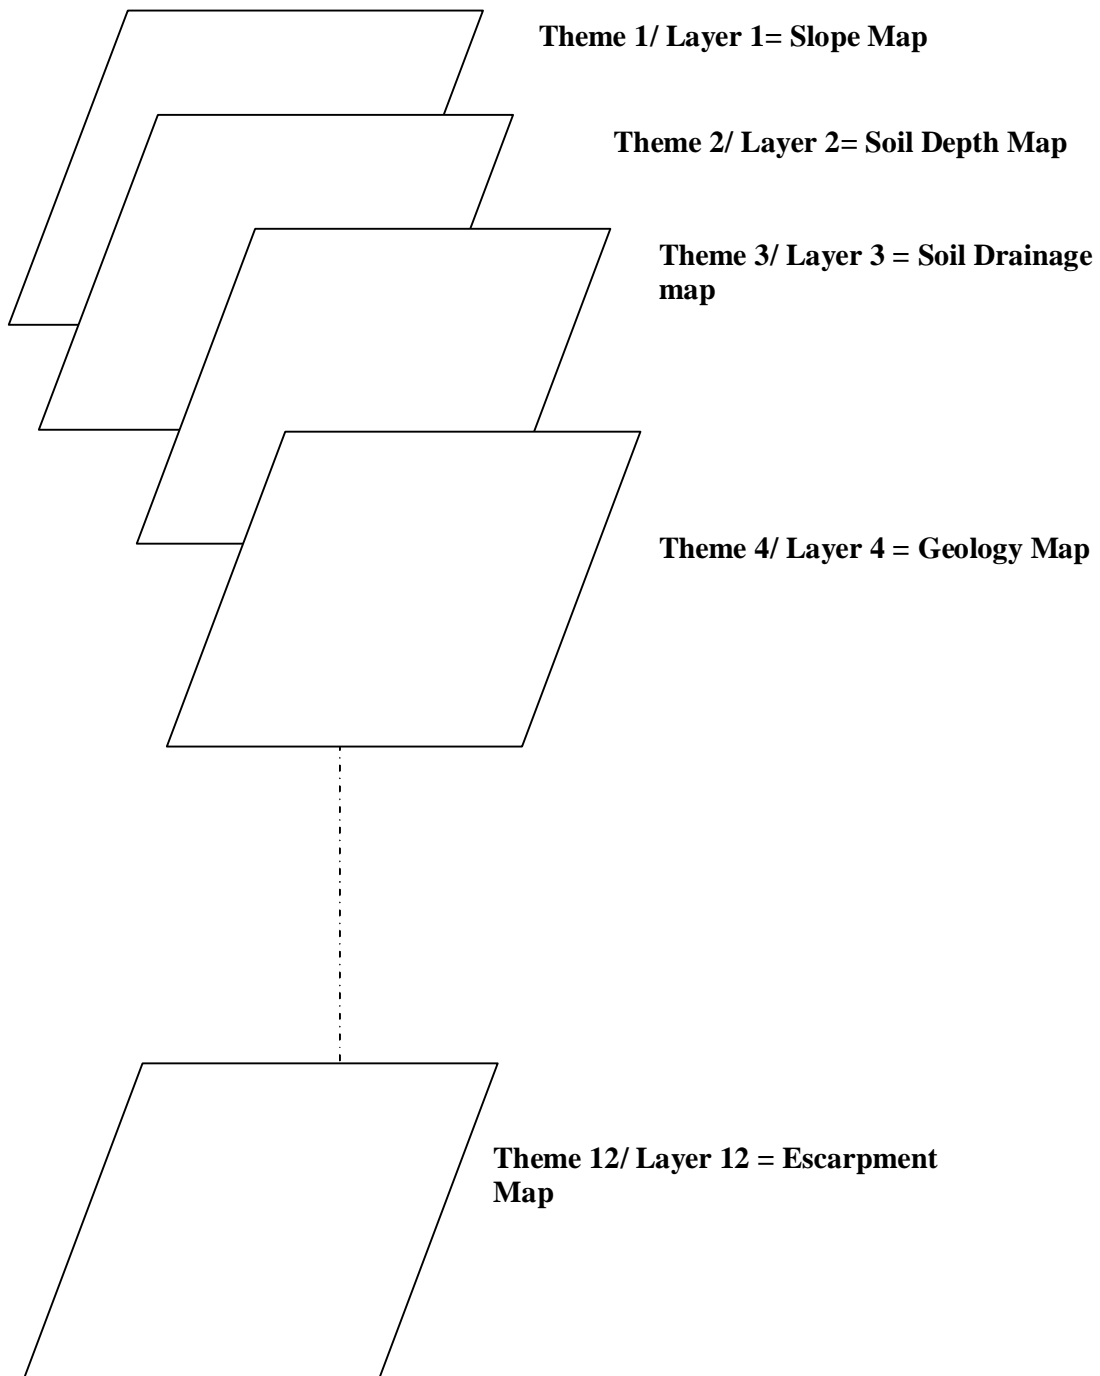 Theme 1/ Layer 1= Slope Map
Theme 2/ Layer 2= Soil Depth Map
Theme 3/ Layer 3 = Soil Drainage
map
Theme 4/ Layer 4 = Geology Map
Theme 12/ Layer 12 = Escarpment
Map